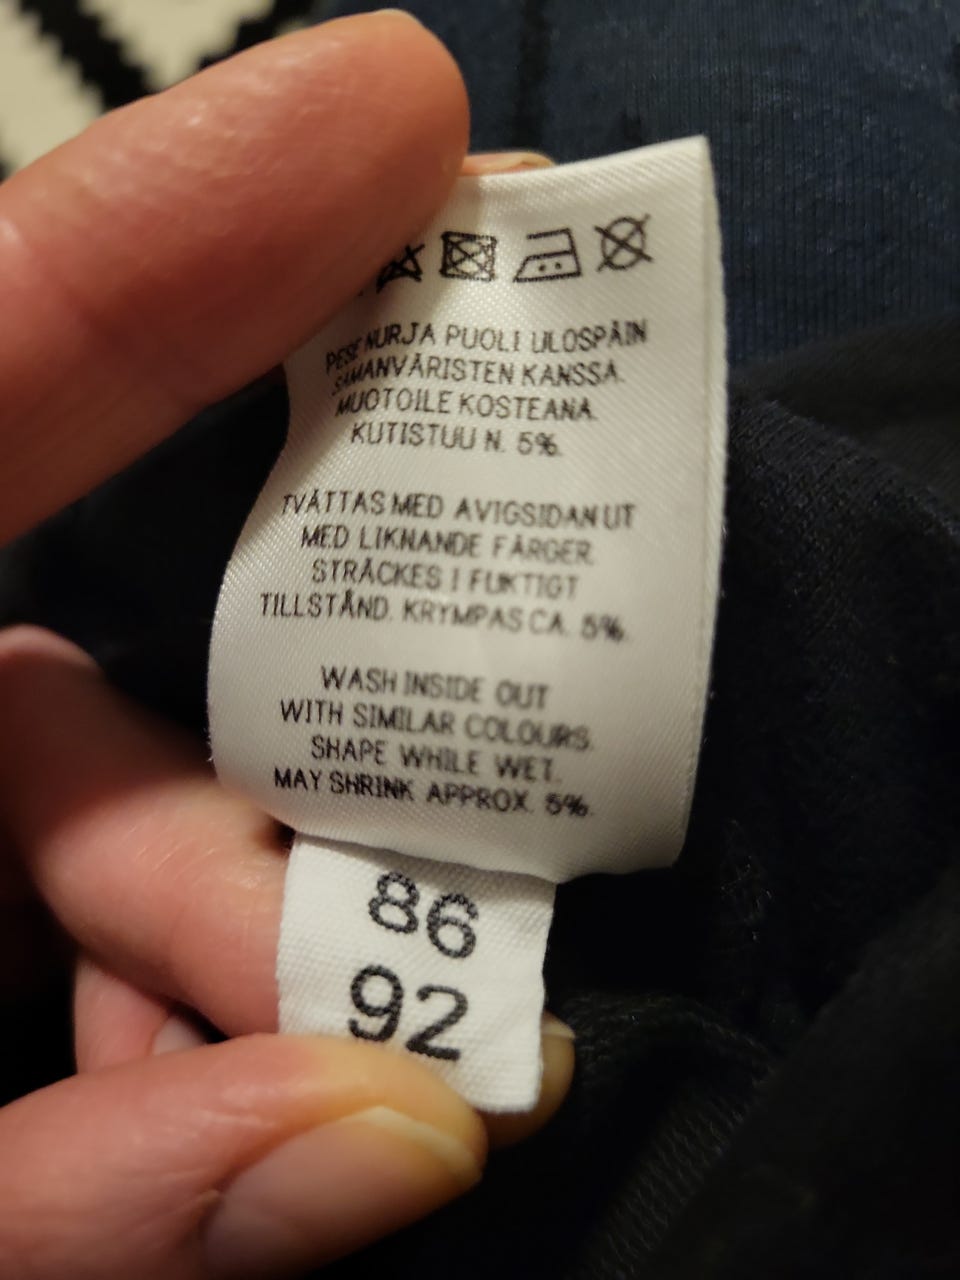 PESE NURJA PUOLI ULOSPÄIN
SAMANVÄRISTEN KANSSA.
MUOTOILE KOSTEANA.
KUTISTUU N. 5%.
TVÄTTAS MED AVIGSIDAN UT
MED LIKNANDE FÄRGER.
STRÄCKES I FUKTIGT
TILLSTÅND. KRYMPAS CA. 5%.
WASH INSIDE OUT
WITH SIMILAR COLOURS.
SHAPE WHILE WET.
MAY SHRINK APPROX. 5%.
86
92